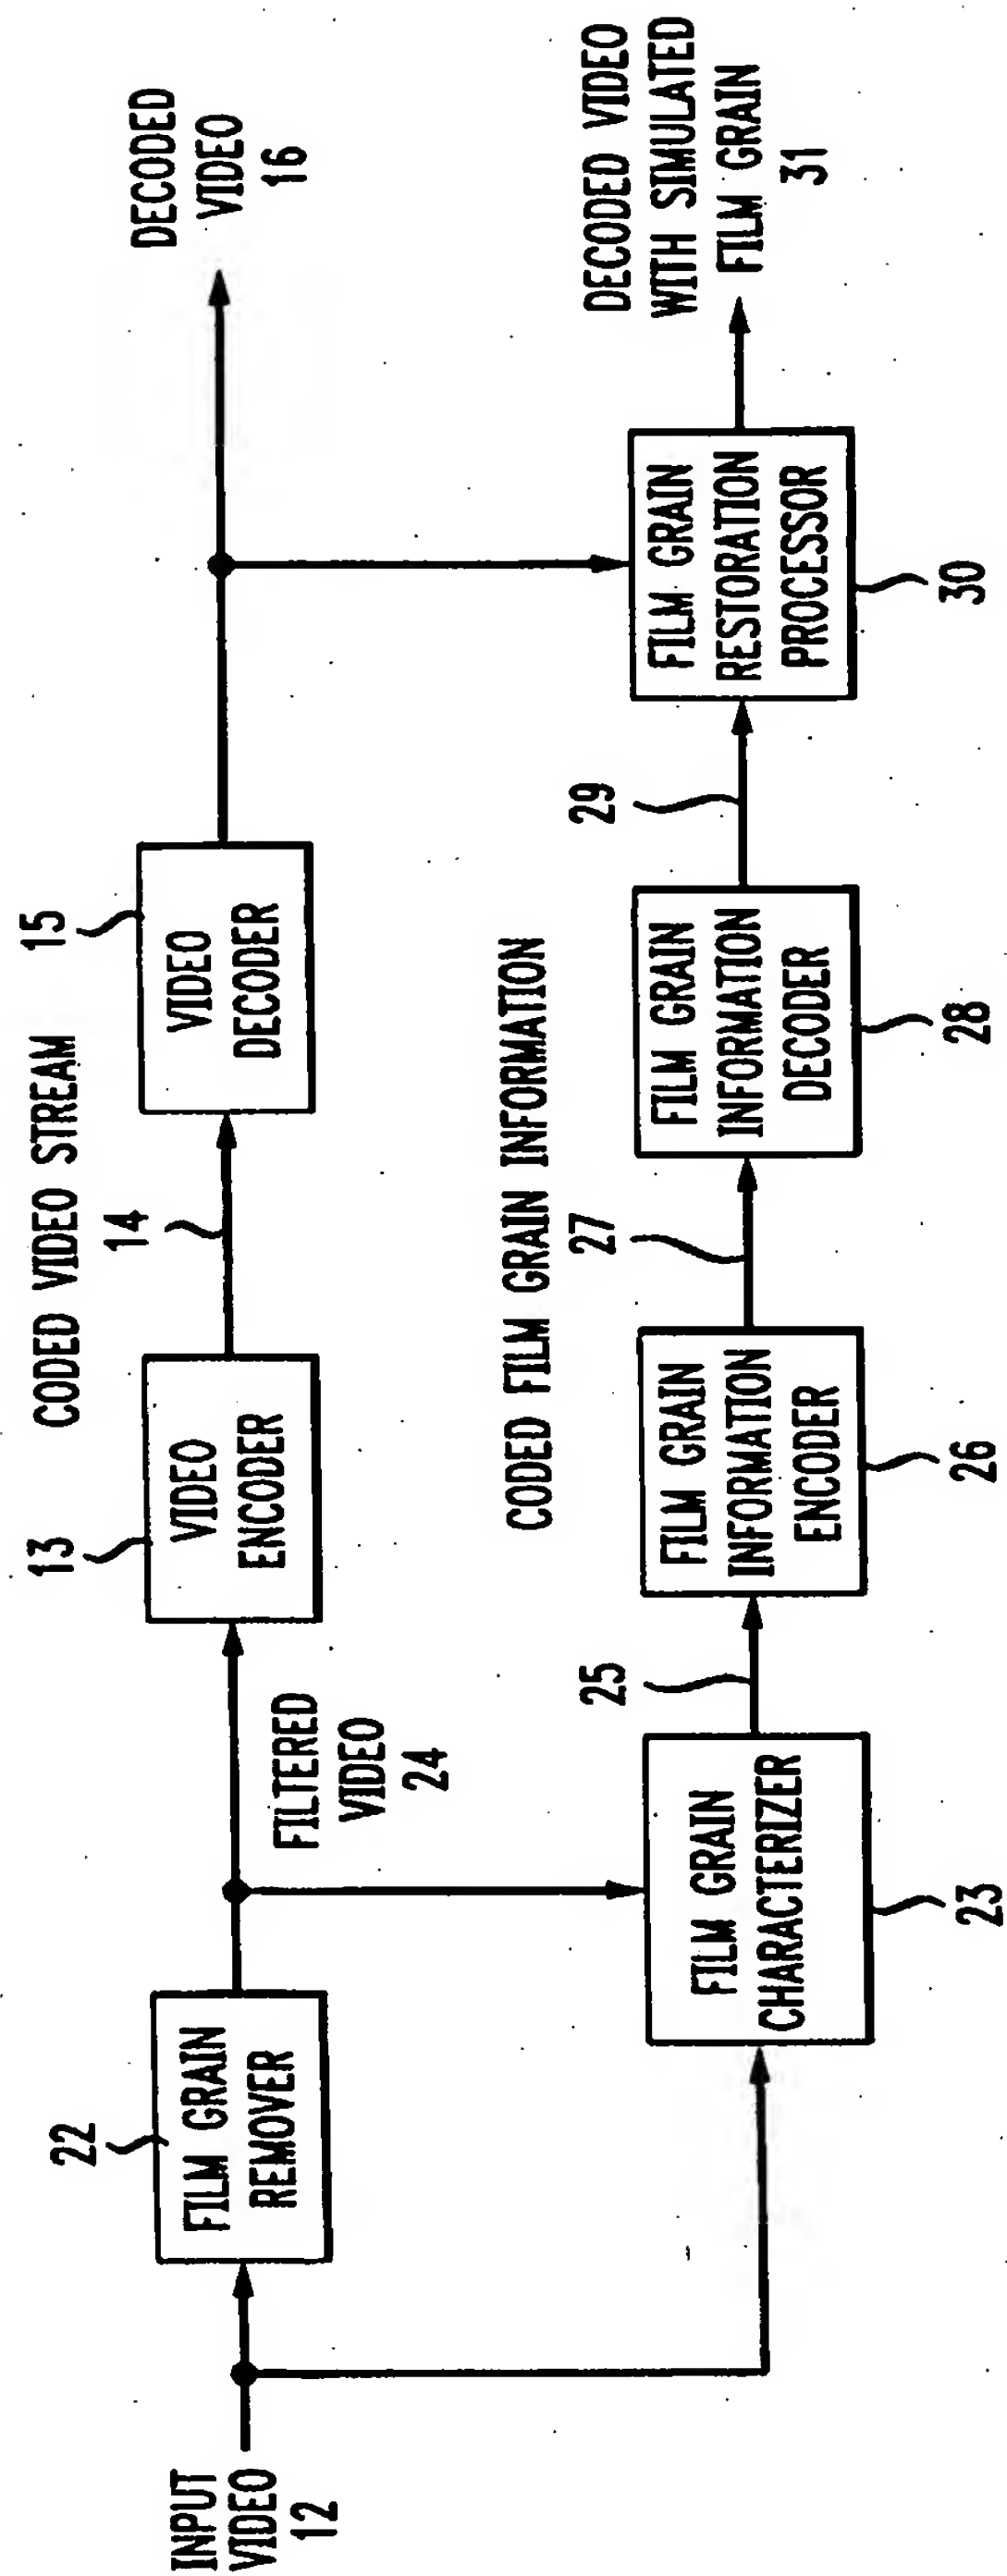 INPUT
VIDEO
12
22
FILM GRAIN
REMOVER
FILTERED
VIDEO
24
13
VIDEO
ENCODER
CODED VIDEO STREAM
14
15
VIDEO
DECODER
DECODED
VIDEO
16
FILM GRAIN
CHARACTERIZER
23
25
FILM GRAIN
INFORMATION
ENCODER
26
CODED FILM GRAIN INFORMATION
27
FILM GRAIN
INFORMATION
DECODER
28
29
FILM GRAIN
RESTORATION
PROCESSOR
30
DECODED VIDEO
WITH SIMULATED
FILM GRAIN
31